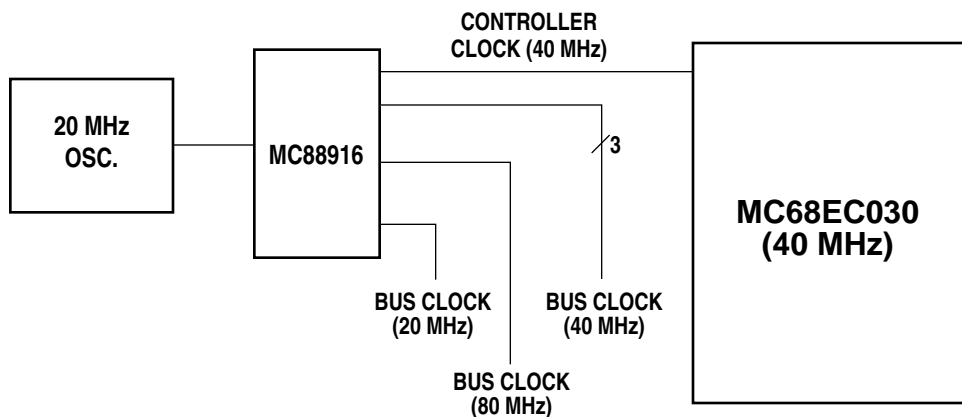 CONTROLLER
CLOCK (40 MHz)
20 MHz
OSC.
MC88916
3
MC68EC030
(40 MHz)
BUS CLOCK
(20 MHz)
BUS CLOCK
(40 MHz)
BUS CLOCK
(80 MHz)